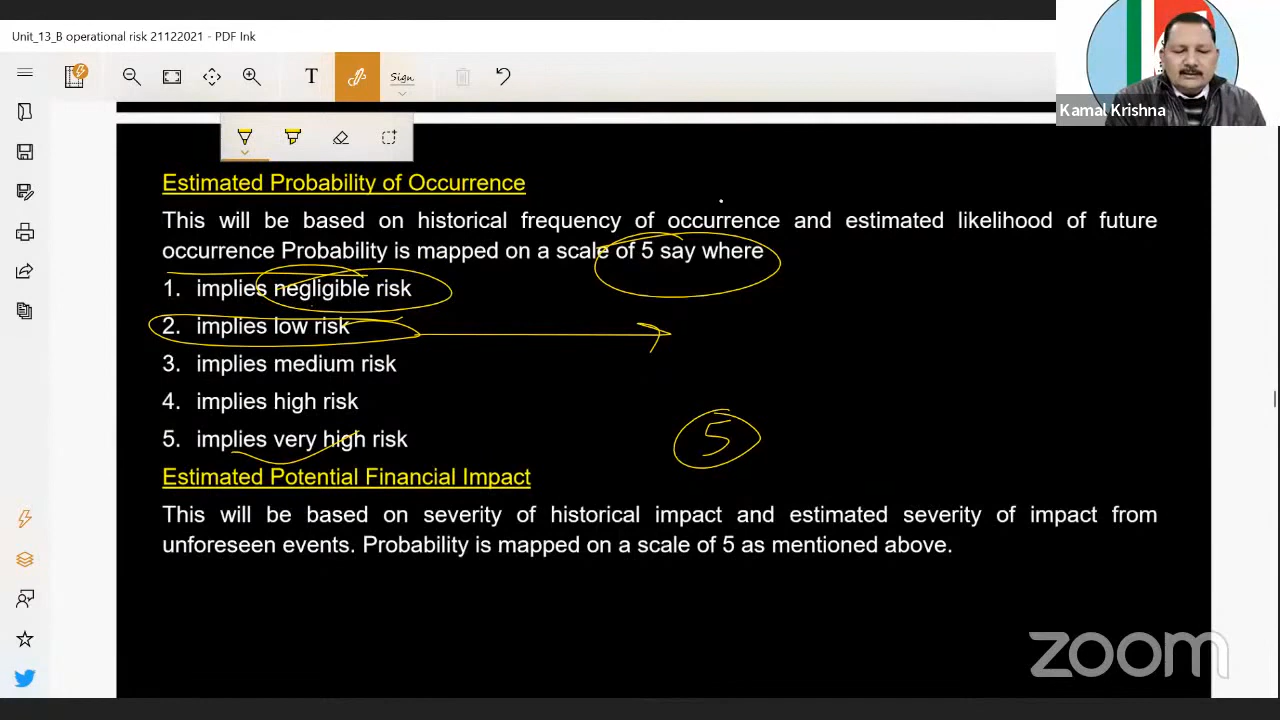 Unit_13_B operational risk 21122021 - PDF Ink
T
Sign
Kamal Krishna
Estimated Probability of Occurrence
This will be based on historical frequency of occurrence and estimated likelihood of future
occurrence Probability is mapped on a scale of 5 say where
1. implies negligible risk
2. implies low risk
3. implies medium risk
4. implies high risk
5. implies very high risk
5
Estimated Potential Financial Impact
This will be based on severity of historical impact and estimated severity of impact from
unforeseen events. Probability is mapped on a scale of 5 as mentioned above.
zoom